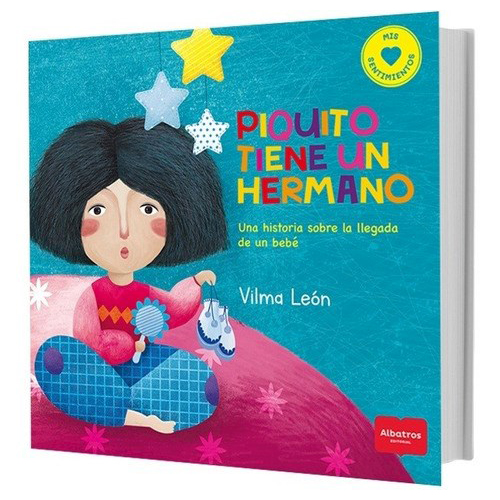 MIS
SENTIMIENTOS
PIQUITO
TIENE UN
HERMANO
Una historia sobre la llegada
de un bebé
Vilma León
Albatros
EDITORIAL